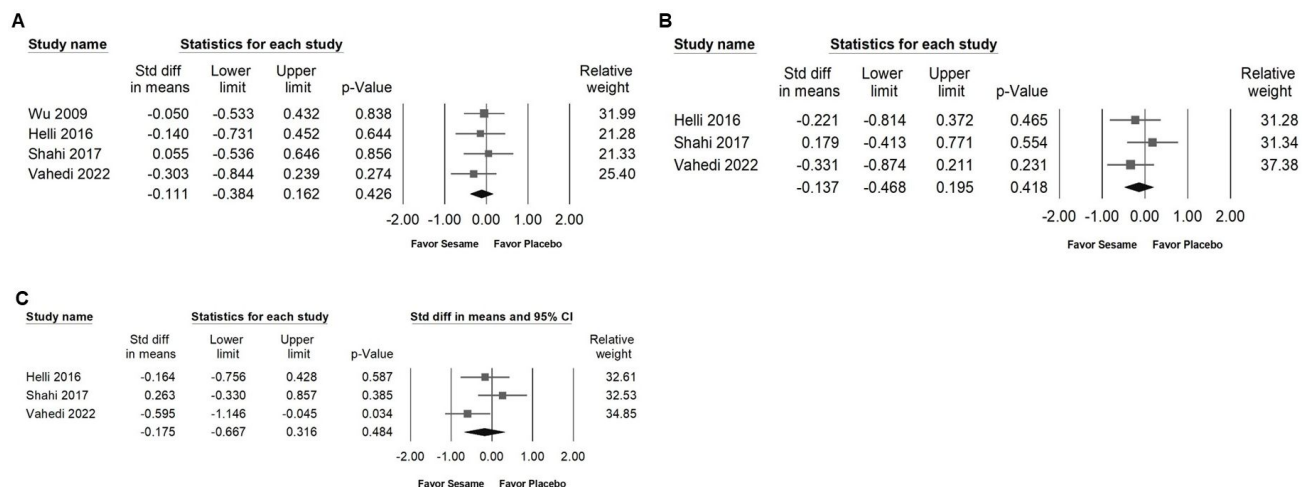 A
Study name Statistics for each study
Std diff in means Lower limit Upper limit p-Value Relative weight
Wu 2009 -0.050 -0.533 0.432 0.838 31.99
Helli 2016 -0.140 -0.731 0.452 0.644 21.28
Shahi 2017 0.055 -0.536 0.646 0.856 21.33
Vahedi 2022 -0.303 -0.844 0.239 0.274 25.40
-0.111 -0.384 0.162 0.426
-2.00 -1.00 0.00 1.00 2.00
Favor Sesame Favor Placebo
B
Study name Statistics for each study
Std diff in means Lower limit Upper limit p-Value Relative weight
Helli 2016 -0.221 -0.814 0.372 0.465 31.28
Shahi 2017 0.179 -0.413 0.771 0.554 31.34
Vahedi 2022 -0.331 -0.874 0.211 0.231 37.38
-0.137 -0.468 0.195 0.418
-2.00 -1.00 0.00 1.00 2.00
Favor Sesame Favor Placebo
C
Study name Statistics for each study Std diff in means and 95% CI
Std diff in means Lower limit Upper limit p-Value Relative weight
Helli 2016 -0.164 -0.756 0.428 0.587 32.61
Shahi 2017 0.263 -0.330 0.857 0.385 32.53
Vahedi 2022 -0.595 -1.146 -0.045 0.034 34.85
-0.175 -0.667 0.316 0.484
-2.00 -1.00 0.00 1.00 2.00
Favor Sesame Favor Placebo